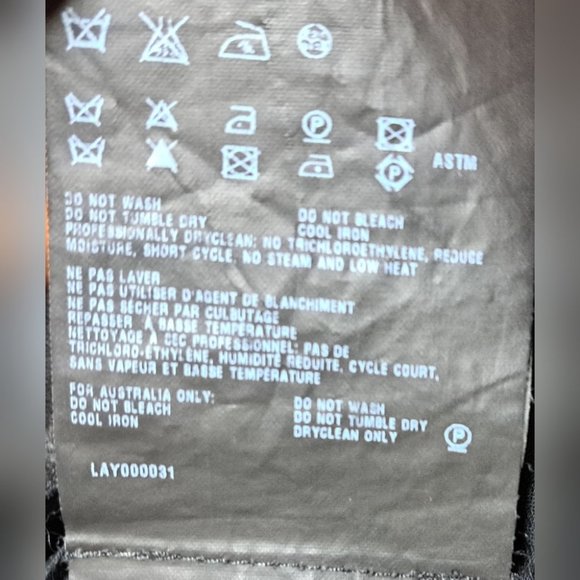 P
ASTM
P
DO NOT WASH
DO NOT TUMBLE DRY
DO NOT BLEACH
COOL IRON
PROFESSIONALLY DRYCLEAN: NO TRICHLOROETHYLENE, REDUCE
MOISTURE, SHORT CYCLE, NO STEAM AND LOW HEAT
NE PAS LAVER
NE PAS UTILISER D'AGENT DE BLANCHIMENT
NE PAS SECHER PAR CULBUTAGE
REPASSER À BASSE TEMPÉRATURE
NETTOYAGE À SEC PROFESSIONNEL: PAS DE
TRICHLORO-ÉTHYLÈNE, HUMIDITÉ RÉDUITE, CYCLE COURT,
SANS VAPEUR ET BASSE TEMPÉRATURE
FOR AUSTRALIA ONLY:
DO NOT BLEACH
COOL IRON
DO NOT WASH
DO NOT TUMBLE DRY
DRYCLEAN ONLY
P
LAY000031